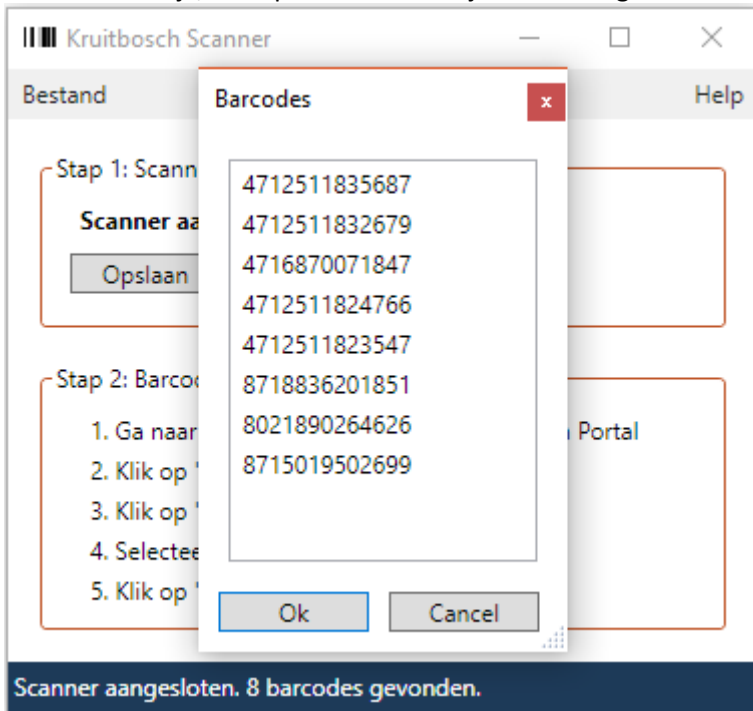 Kruitbosch Scanner
Bestand
Help
Barcodes
x
Stap 1: Scann
Scanner aa
Opslaan
4712511835687
4712511832679
4716870071847
4712511824766
4712511823547
8718836201851
8021890264626
8715019502699
Stap 2: Barco
1. Ga naar
Portal
2. Klik op '
3. Klik op '
4. Selectee
5. Klik op '
Ok
Cancel
Scanner aangesloten. 8 barcodes gevonden.